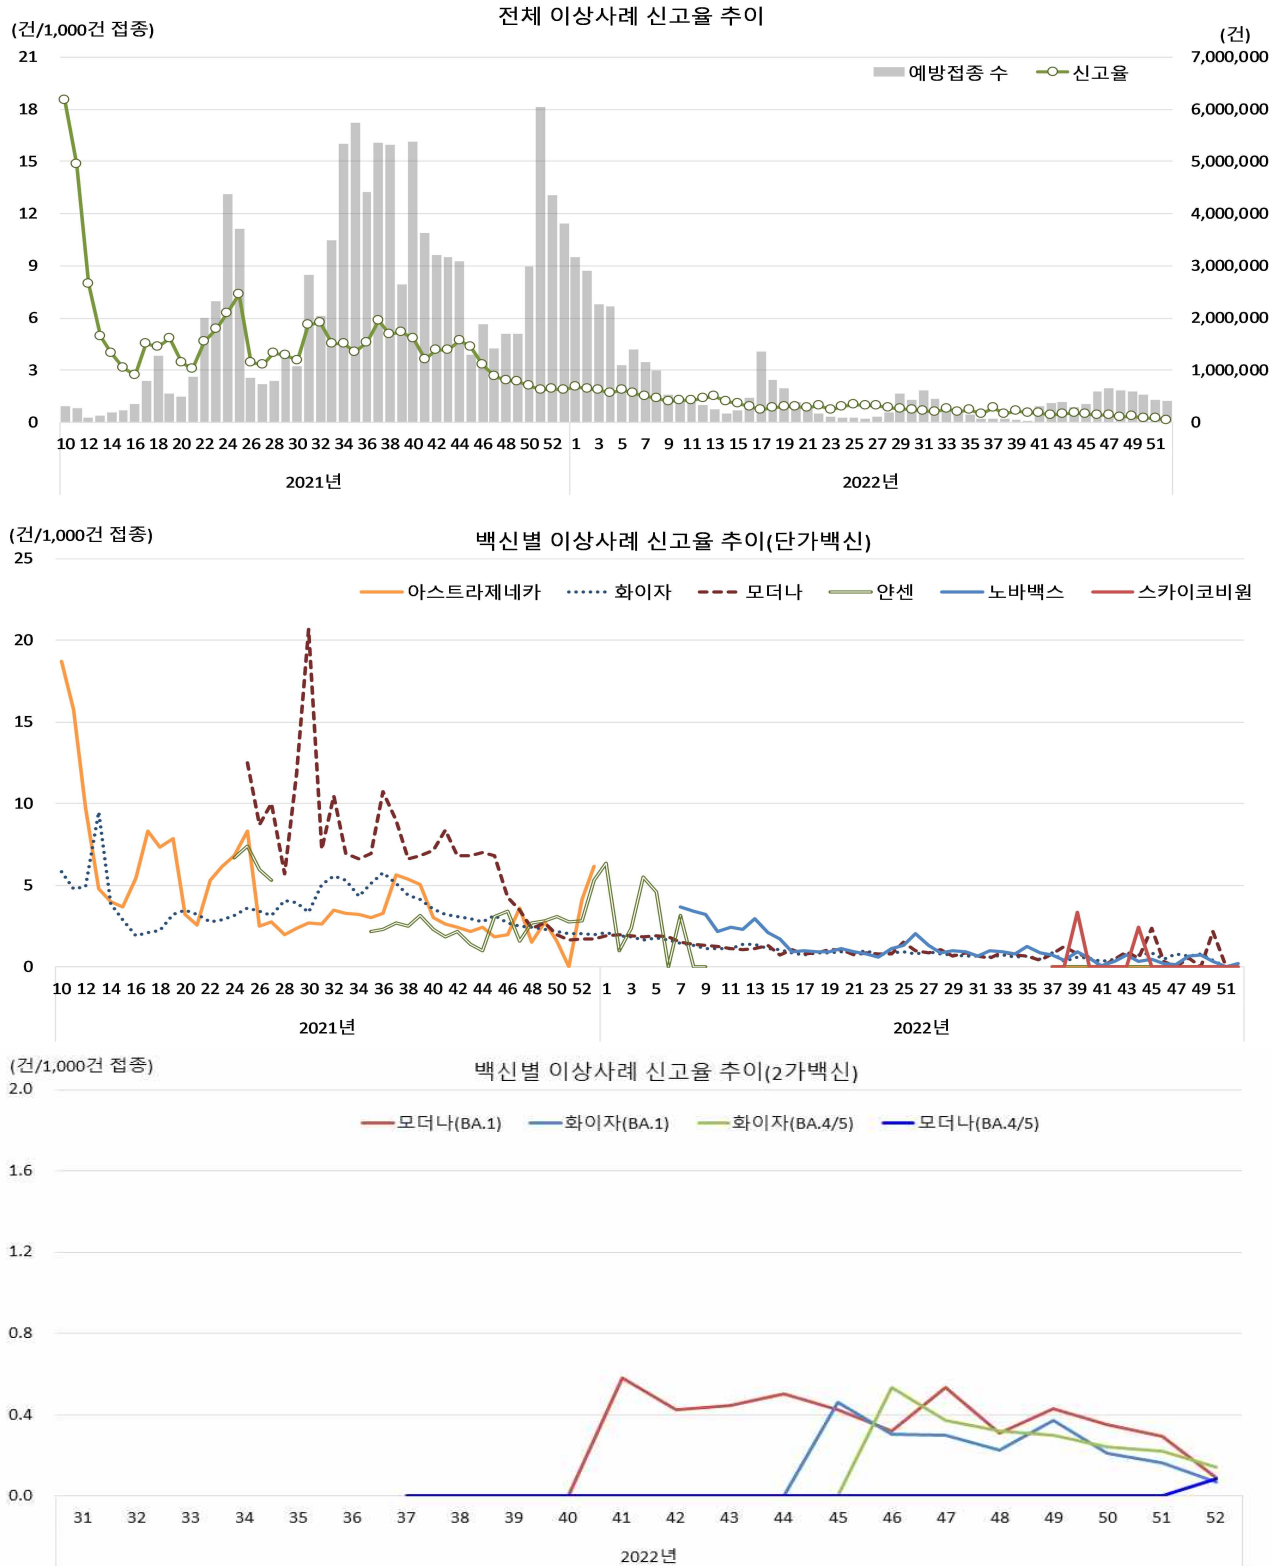 전체 이상사례 신고율 추이
(건/1,000건 접종) (건)
예방접종 수 신고율
21 7,000,000
18 6,000,000
15 5,000,000
12 4,000,000
9 3,000,000
6 2,000,000
3 1,000,000
0 0
10 12 14 16 18 20 22 24 26 28 30 32 34 36 38 40 42 44 46 48 50 52 1 3 5 7 9 11 13 15 17 19 21 23 25 27 29 31 33 35 37 39 41 43 45 47 49 51
2021년 2022년
(건/1,000건 접종)
백신별 이상사례 신고율 추이(단가백신)
25
아스트라제네카 화이자 모더나 얀센 노바백스 스카이코비원
20
15
10
5
0
10 12 14 16 18 20 22 24 26 28 30 32 34 36 38 40 42 44 46 48 50 52 1 3 5 7 9 11 13 15 17 19 21 23 25 27 29 31 33 35 37 39 41 43 45 47 49 51
2021년 2022년
(건/1,000건 접종)
백신별 이상사례 신고율 추이(2가백신)
2.0
모더나(BA.1) 화이자(BA.1) 화이자(BA.4/5) 모더나(BA.4/5)
1.6
1.2
0.8
0.4
0.0
31 32 33 34 35 36 37 38 39 40 41 42 43 44 45 46 47 48 49 50 51 52
2022년